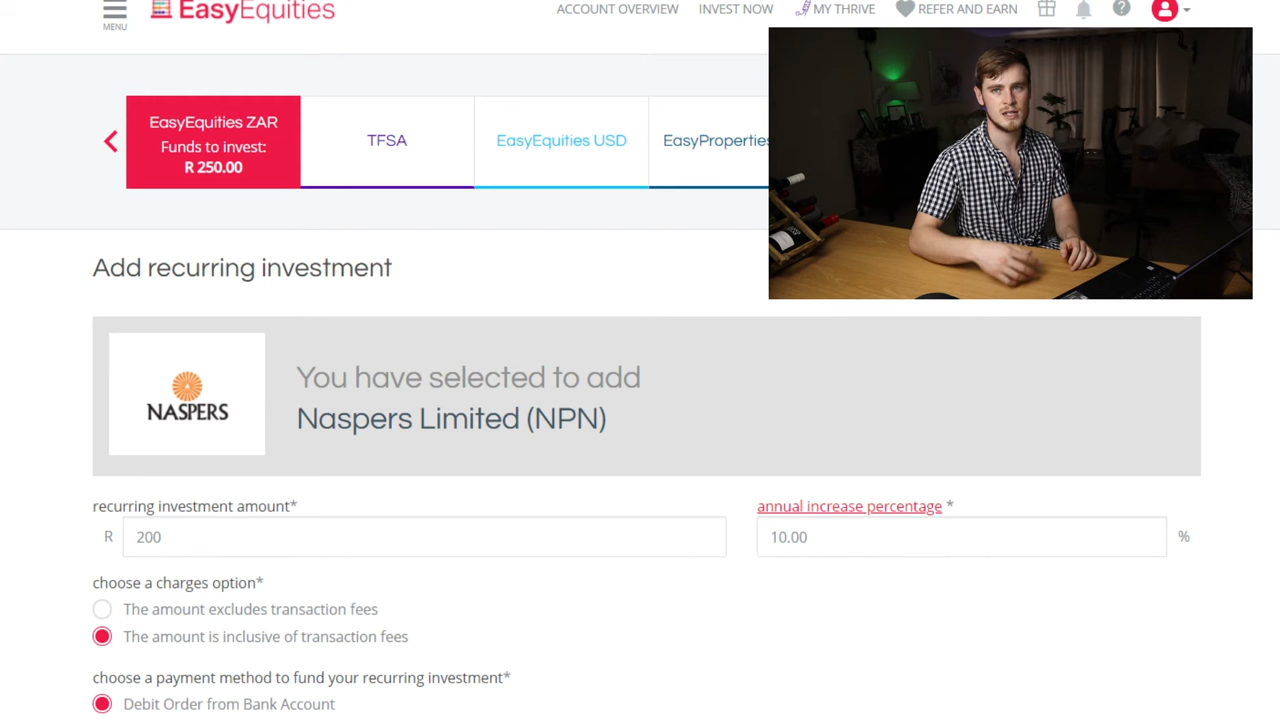 MENU
EasyEquities
ACCOUNT OVERVIEW
INVEST NOW
MY THRIVE
REFER AND EARN
EasyEquities ZAR
Funds to invest:
R 250.00
TFSA
EasyEquities USD
EasyProperties
Add recurring investment
NASPERS
You have selected to add
Naspers Limited (NPN)
recurring investment amount*
R 200
annual increase percentage *
10.00 %
choose a charges option*
The amount excludes transaction fees
The amount is inclusive of transaction fees
choose a payment method to fund your recurring investment*
Debit Order from Bank Account